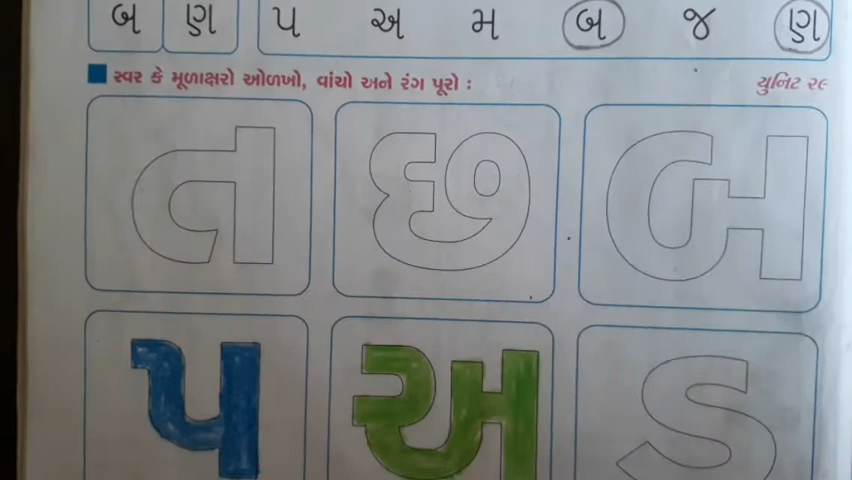 બ ણ પ અ મ બ જ ણ
સ્વર કે મૂળાક્ષરો ઓળખો, વાંચો અને રંગ પૂરો : યુનિટ ૨૯
ત છ બ
પ અ ડ